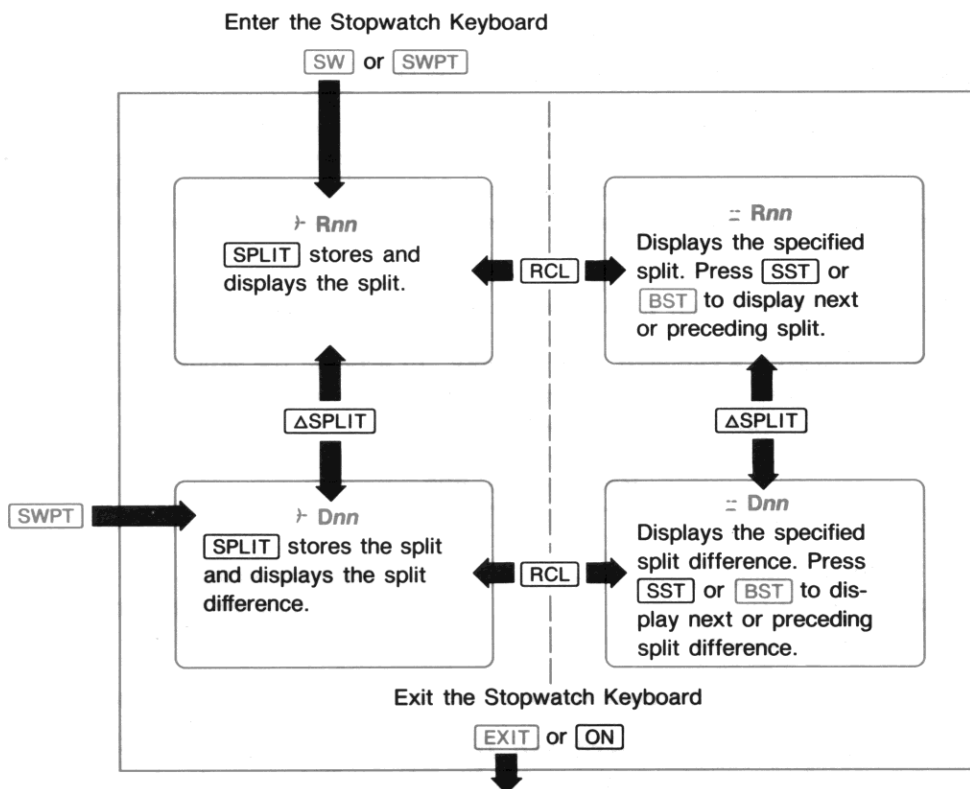 Enter the Stopwatch Keyboard
SW or SWPT
Rnn
SPLIT stores and
displays the split.
RCL
= Rnn
Displays the specified
split. Press SST or
BST to display next
or preceding split.
△SPLIT
△SPLIT
SWPT
Dnn
SPLIT stores the split
and displays the split
difference.
RCL
= Dnn
Displays the specified
split difference. Press
SST or BST to dis-
play next or preceding
split difference.
Exit the Stopwatch Keyboard
EXIT or ON